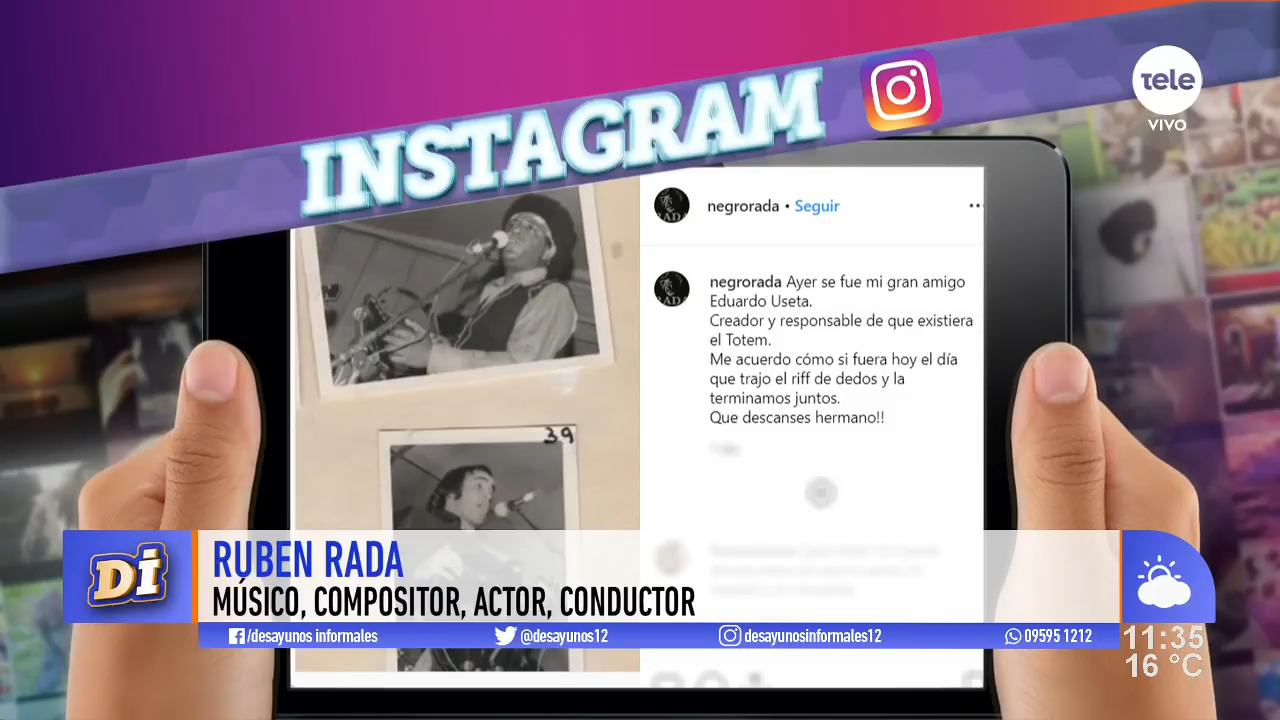 INSTAGRAM
tele
VIVO
RADA
negrorada • Seguir
RADA
negrorada Ayer se fue mi gran amigo
Eduardo Useta.
Creador y responsable de que existiera
el Totem.
Me acuerdo cómo si fuera hoy el día
que trajo el riff de dedos y la
terminamos juntos.
Que descanses hermano!!
39
Di
RUBEN RADA
MÚSICO, COMPOSITOR, ACTOR, CONDUCTOR
/desayunos informales
@desayunos12
desayunosinformales12
09595 1212
11:35
16 °C